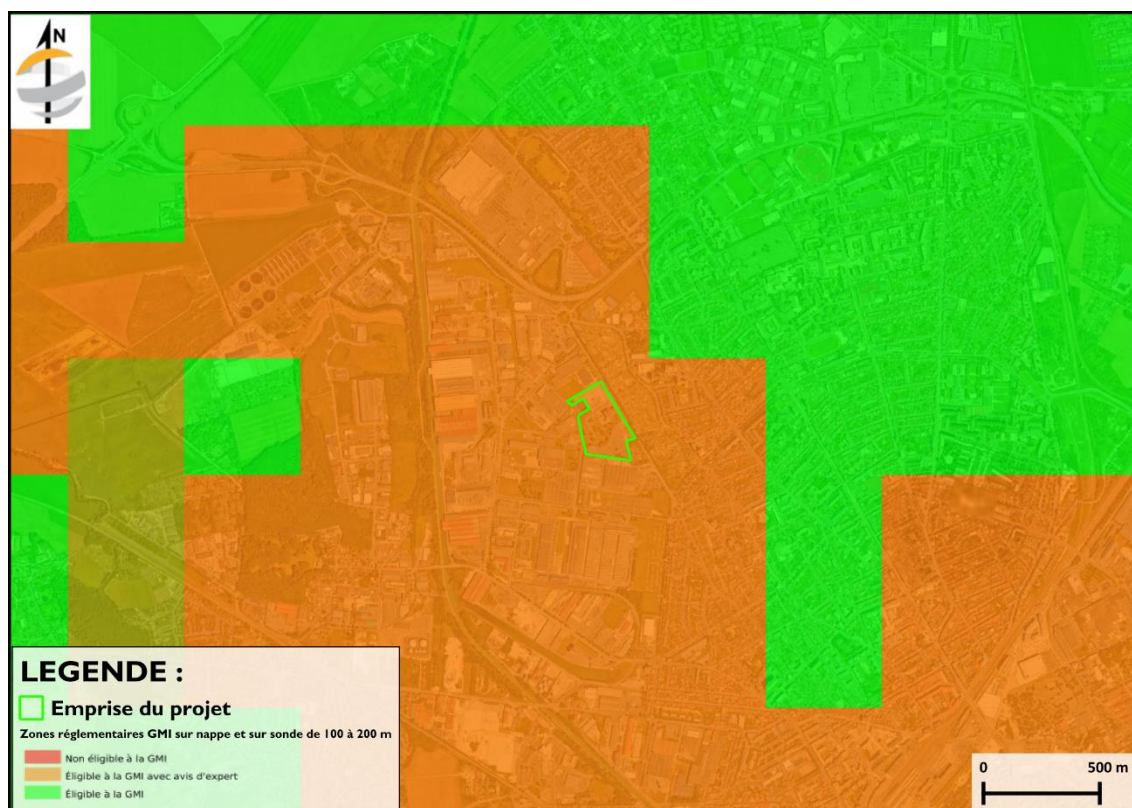 N
LEGENDE :
Emprise du projet
Zones réglementaires GMI sur nappe et sur sonde de 100 à 200 m
Non éligible à la GMI
Éligible à la GMI avec avis d'expert
Éligible à la GMI
0 500 m